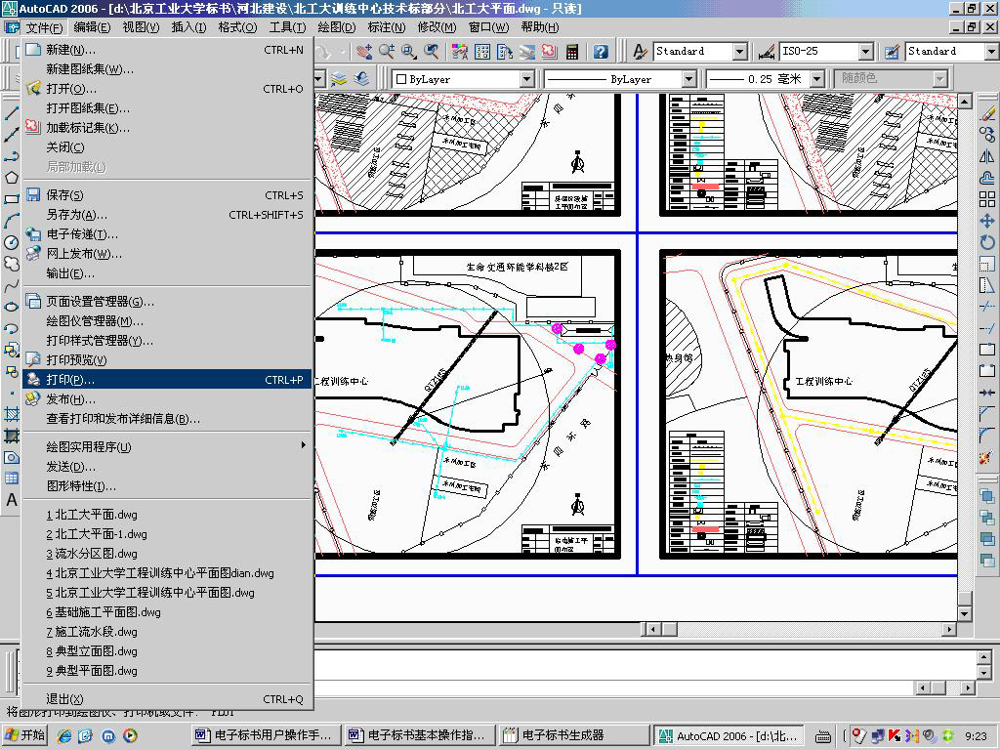 AutoCAD 2006 - [d:\北京工业大学标书\河北建设\北工大训练中心技术标部分\北工大平面.dwg - 只读]
文件(F) 编辑(E) 视图(V) 插入(I) 格式(O) 工具(T) 绘图(D) 标注(N) 修改(M) 窗口(W) 帮助(H)
Standard ISO-25 Standard
ByLayer ByLayer 0.25 毫米 随颜色
新建(N)... CTRL+N
新建图纸集(W)...
打开(O)... CTRL+O
打开图纸集(E)...
加载标记集(K)...
关闭(C)
局部加载(L)
保存(S) CTRL+S
另存为(A)... CTRL+SHIFT+S
电子传递(T)...
网上发布(W)...
输出(E)...
页面设置管理器(G)...
绘图仪管理器(M)...
打印样式管理器(Y)...
打印预览(V)
打印(P)... CTRL+P
发布(H)...
查看打印和发布详细信息(B)...
绘图实用程序(U)
发送(D)...
图形特性(I)...
1 北工大平面.dwg
2 北工大平面-1.dwg
3 流水分区图.dwg
4 北京工业大学工程训练中心平面图dian.dwg
5 北京工业大学工程训练中心平面图.dwg
6 基础施工平面图.dwg
7 施工流水段.dwg
8 典型立面图.dwg
9 典型平面图.dwg
退出(X) CTRL+Q
生命交通环能学科楼2区
工程训练中心
工程训练中心
东 四 环 路
将图形打印到绘图仪、打印机或文件: PLOT
开始 电子标书用户操作手... 电子标书基本操作指... 电子标书生成器 AutoCAD 2006 - [d:\北... 9:23